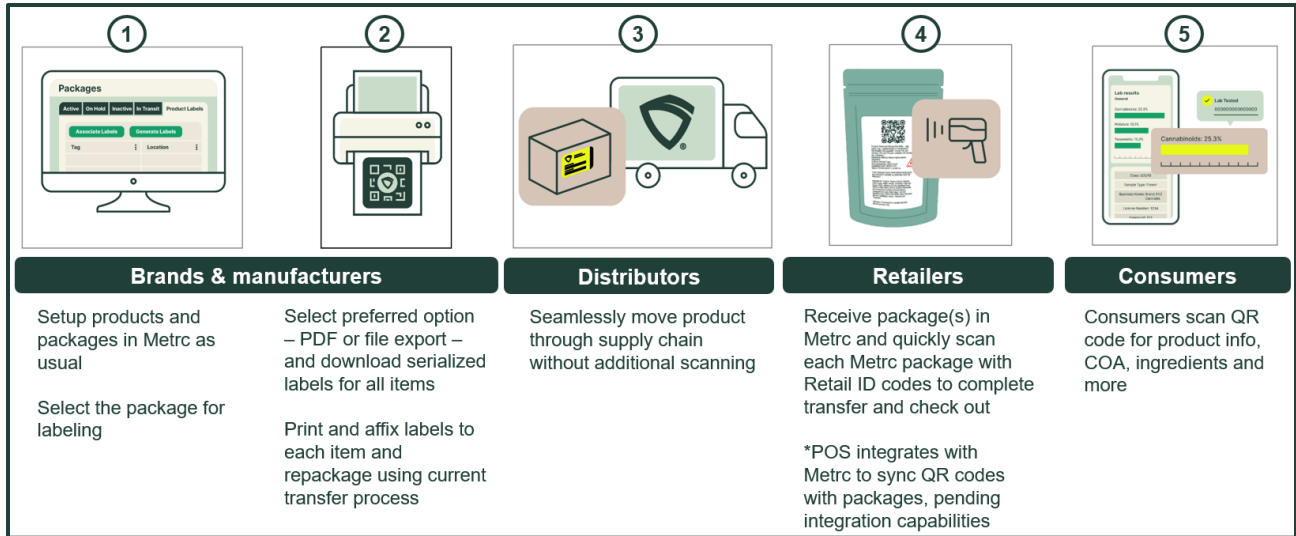 1
2
3
4
5
Packages
Active On Hold Inactive In Transit Product Labels
Associate Labels Generate Labels
Tag Location
®
Lab results
Cannabinoids: 25.3%
Lab Tested
Cannabinoids: 25.3%
Sample Type: Flower
Brands & manufacturers
Setup products and
packages in Metrc as
usual
Select the package for
labeling
Select preferred option
– PDF or file export –
and download serialized
labels for all items
Print and affix labels to
each item and
repackage using current
transfer process
Distributors
Seamlessly move product
through supply chain
without additional scanning
Retailers
Receive package(s) in
Metrc and quickly scan
each Metrc package with
Retail ID codes to complete
transfer and check out
*POS integrates with
Metrc to sync QR codes
with packages, pending
integration capabilities
Consumers
Consumers scan QR
code for product info,
COA, ingredients and
more